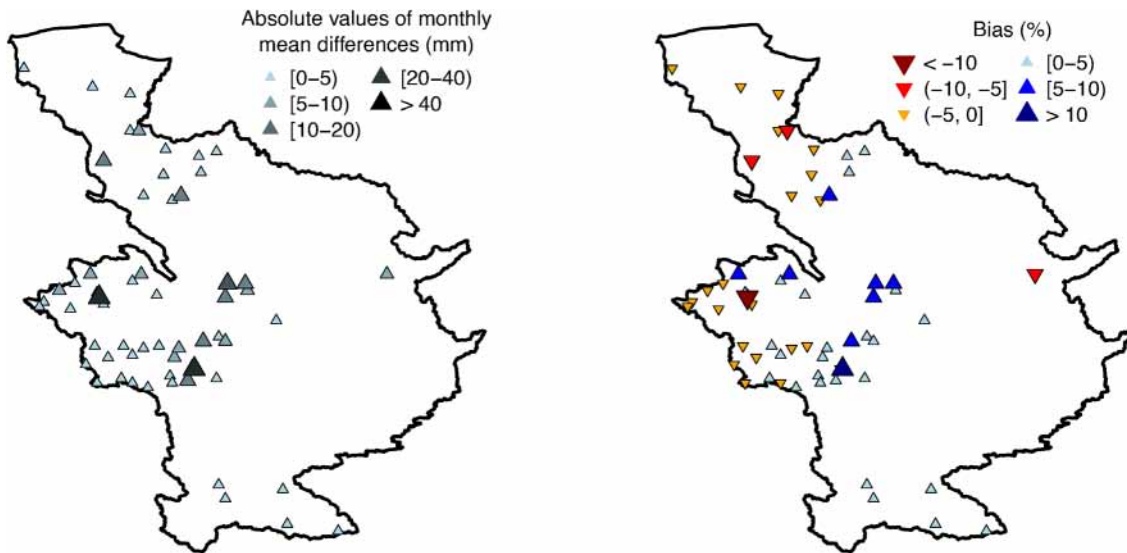 Absolute values of monthly
mean differences (mm)
[0−5) [20−40)
[5−10) > 40
[10−20)
Bias (%)
< −10 [0−5)
(−10, −5] [5−10)
(−5, 0] > 10